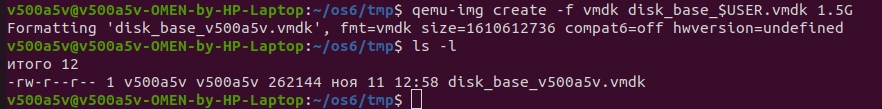 v500a5v@v500a5v-OMEN-by-HP-Laptop:~/os6/tmp$ qemu-img create -f vmdk disk_base_$USER.vmdk 1.5G
Formatting 'disk_base_v500a5v.vmdk', fmt=vmdk size=1610612736 compat6=off hwversion=undefined
v500a5v@v500a5v-OMEN-by-HP-Laptop:~/os6/tmp$ ls -l
итого 12
-rw-r--r-- 1 v500a5v v500a5v 262144 ноя 11 12:58 disk_base_v500a5v.vmdk
v500a5v@v500a5v-OMEN-by-HP-Laptop:~/os6/tmp$